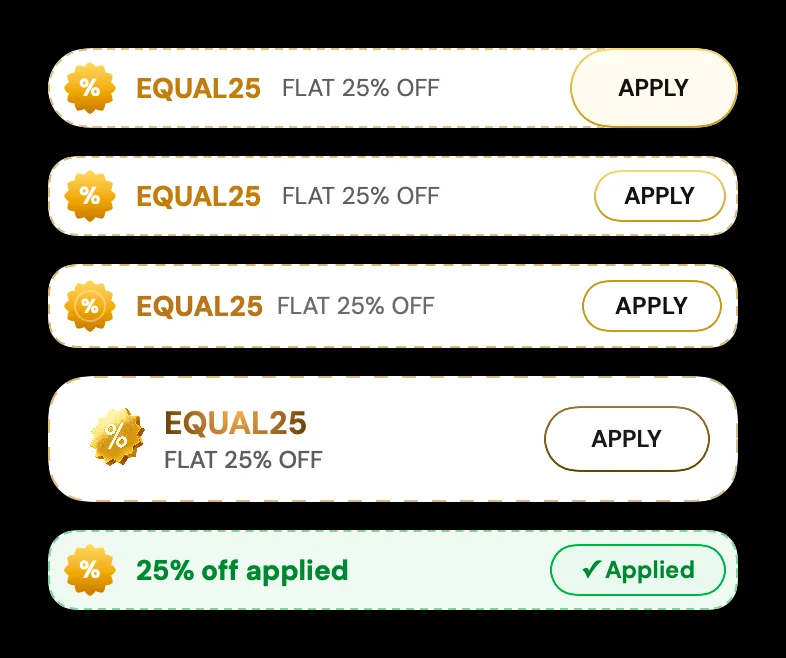 % EQUAL25 FLAT 25% OFF APPLY
% EQUAL25 FLAT 25% OFF APPLY
% EQUAL25 FLAT 25% OFF APPLY
% EQUAL25 APPLY
FLAT 25% OFF
% 25% off applied ✓ Applied